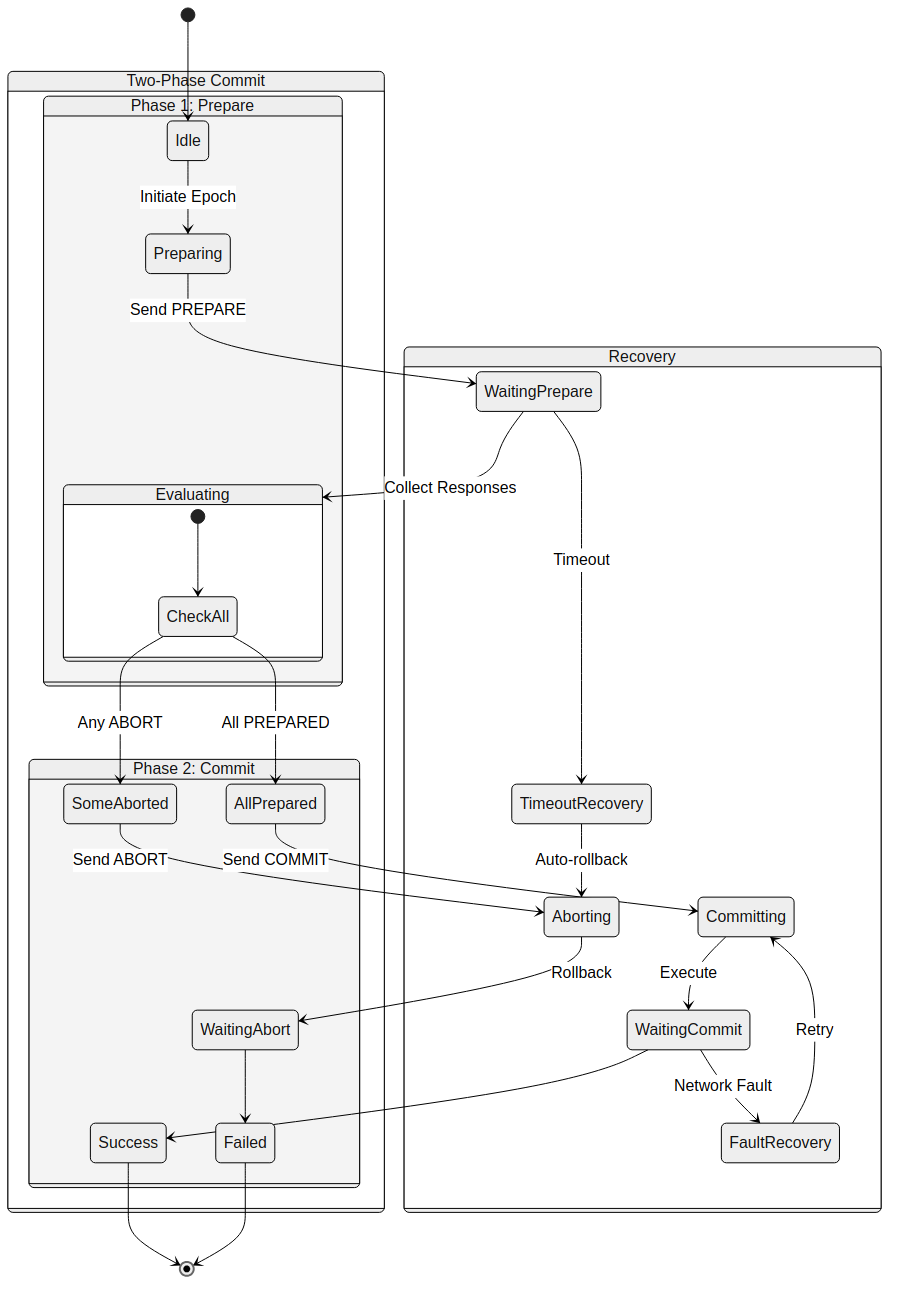 Two-Phase Commit
Phase 1: Prepare
Idle
Initiate Epoch
Preparing
Send PREPARE
Recovery
WaitingPrepare
Collect Responses
Evaluating
Timeout
CheckAll
Any ABORT
All PREPARED
Phase 2: Commit
SomeAborted
AllPrepared
TimeoutRecovery
Send ABORT
Send COMMIT
Auto-rollback
Aborting
Committing
Rollback
Execute
WaitingAbort
WaitingCommit
Retry
Network Fault
Success
Failed
FaultRecovery